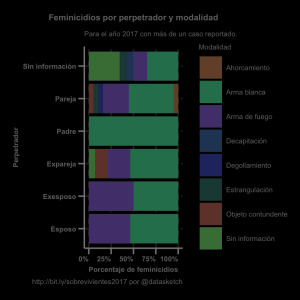 Feminicidios por perpetrador y modalidad
Para el año 2017 con más de un caso reportado.
Modalidad
Sin información
Pareja
Padre
Expareja
Exesposo
Esposo
Perpetrador
0%
25%
50%
75%
100%
Porcentaje de feminicidios
Ahorcamiento
Arma blanca
Arma de fuego
Decapitación
Degollamiento
Estrangulación
Objeto contundente
Sin información
http://bit.ly/sobrevivientes2017 por @datasketch